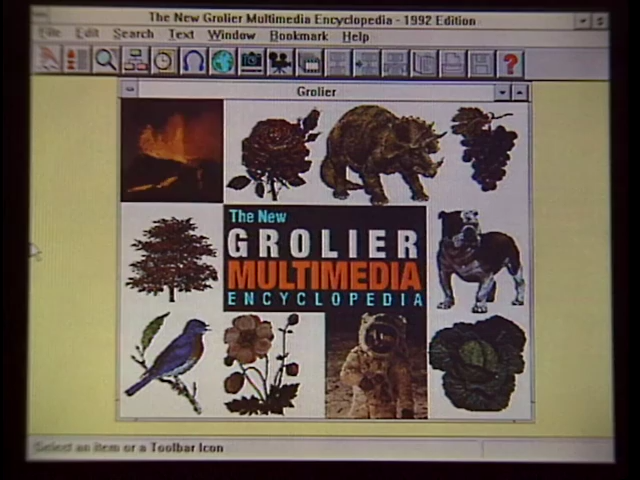 The New Grolier Multimedia Encyclopedia - 1992 Edition
File Edit Search Text Window Bookmark Help
?
Grolier
The New
GROLIER
MULTIMEDIA
ENCYCLOPEDIA
Select an item or a Toolbar Icon